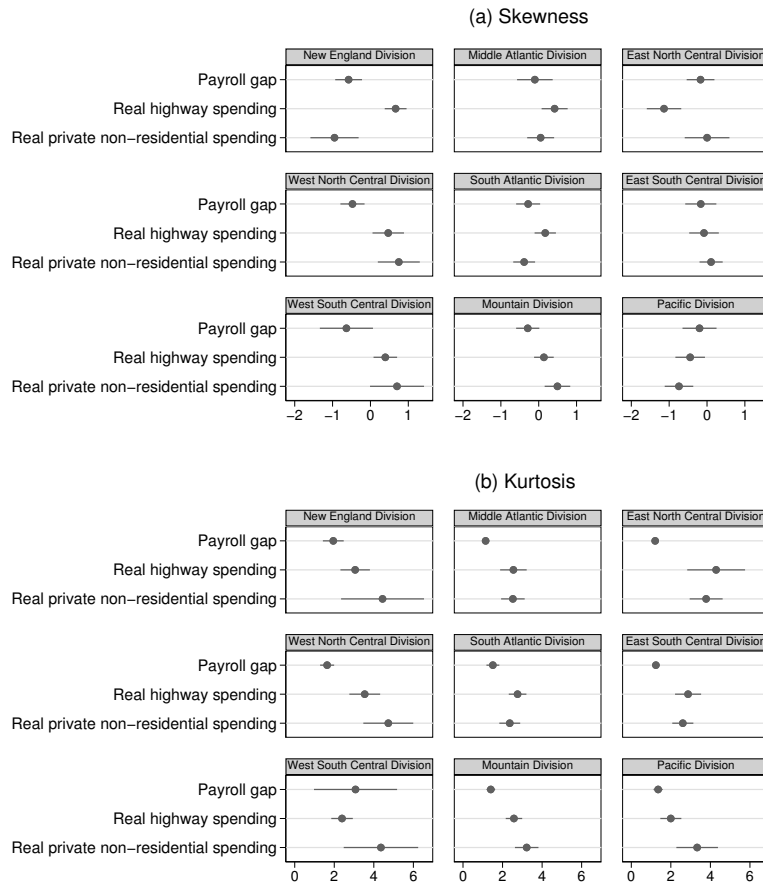 (a) Skewness
New England Division
Middle Atlantic Division
East North Central Division
Payroll gap
Real highway spending
Real private non−residential spending
West North Central Division
South Atlantic Division
East South Central Division
Payroll gap
Real highway spending
Real private non−residential spending
West South Central Division
Mountain Division
Pacific Division
Payroll gap
Real highway spending
Real private non−residential spending
−2 −1 0 1
−2 −1 0 1
−2 −1 0 1
(b) Kurtosis
New England Division
Middle Atlantic Division
East North Central Division
Payroll gap
Real highway spending
Real private non−residential spending
West North Central Division
South Atlantic Division
East South Central Division
Payroll gap
Real highway spending
Real private non−residential spending
West South Central Division
Mountain Division
Pacific Division
Payroll gap
Real highway spending
Real private non−residential spending
0 2 4 6
0 2 4 6
0 2 4 6